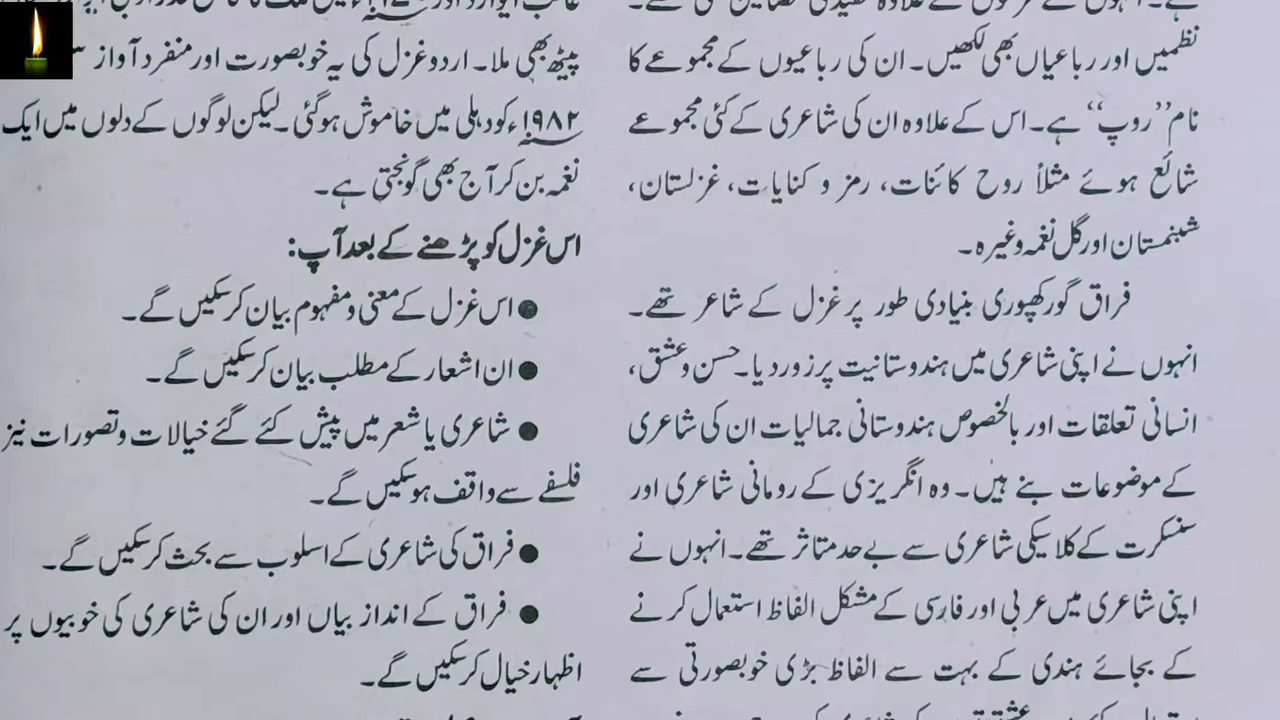 نظمیں اور رباعیاں بھی لکھیں۔ ان کی رباعیوں کے مجموعے کا
نام ’’روپ‘‘ ہے۔ اس کے علاوہ ان کی شاعری کے کئی مجموعے
شائع ہوئے مثلاً روح کائنات، رمز و کنایات، غزلستان،
شبنمستان اور گل نغمہ وغیرہ۔
فراق گورکھپوری بنیادی طور پر غزل کے شاعر تھے۔
انہوں نے اپنی شاعری میں ہندوستانیت پر زور دیا۔ حسن و عشق،
انسانی تعلقات اور بالخصوص ہندوستانی جمالیات ان کی شاعری
کے موضوعات بنے ہیں۔ وہ انگریزی کے رومانی شاعری اور
سنسکرت کے کلاسیکی شاعری سے بے حد متاثر تھے۔ انہوں نے
اپنی شاعری میں عربی اور فارسی کے مشکل الفاظ استعمال کرنے
کے بجائے ہندی کے بہت سے الفاظ بڑی خوبصورتی سے
پیٹھ بھی ملا۔ اردو غزل کی یہ خوبصورت اور منفرد آواز ۳
۱۹۸۲ء کو دہلی میں خاموش ہوگئی۔ لیکن لوگوں کے دلوں میں ایک
نغمہ بن کر آج بھی گونجتی ہے۔
اس غزل کو پڑھنے کے بعد آپ:
● اس غزل کے معنی و مفہوم بیان کرسکیں گے۔
● ان اشعار کے مطلب بیان کرسکیں گے۔
● شاعری یا شعر میں پیش کئے گئے خیالات و تصورات نیز
فلسفے سے واقف ہوسکیں گے۔
● فراق کی شاعری کے اسلوب سے بحث کرسکیں گے۔
● فراق کے انداز بیاں اور ان کی شاعری کی خوبیوں پر
اظہار خیال کرسکیں گے۔